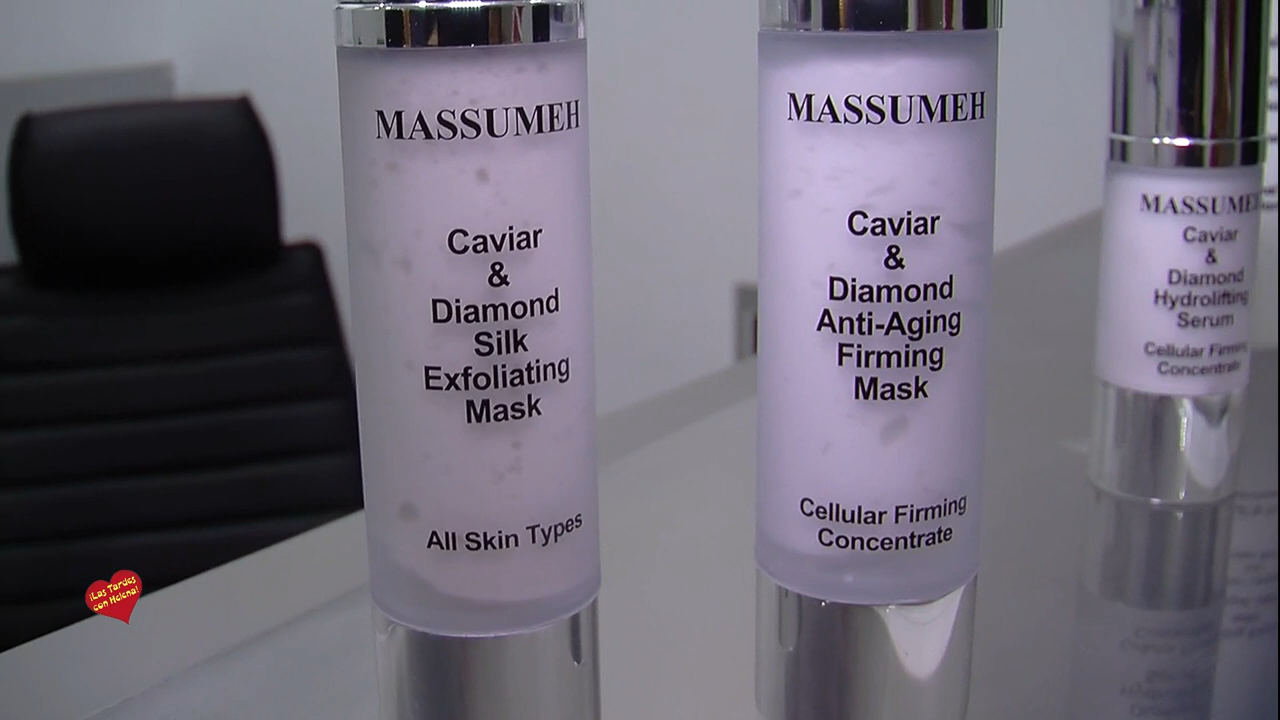 MASSUMEH
Caviar
&
Diamond
Silk
Exfoliating
Mask
All Skin Types
MASSUMEH
Caviar
&
Diamond
Anti-Aging
Firming
Mask
Cellular Firming
Concentrate
MASSUME
Caviar
&
Diamond
Hydrolifting
Serum
Cellular Firming
Concentrate
¡Las Tardes
con Helena!